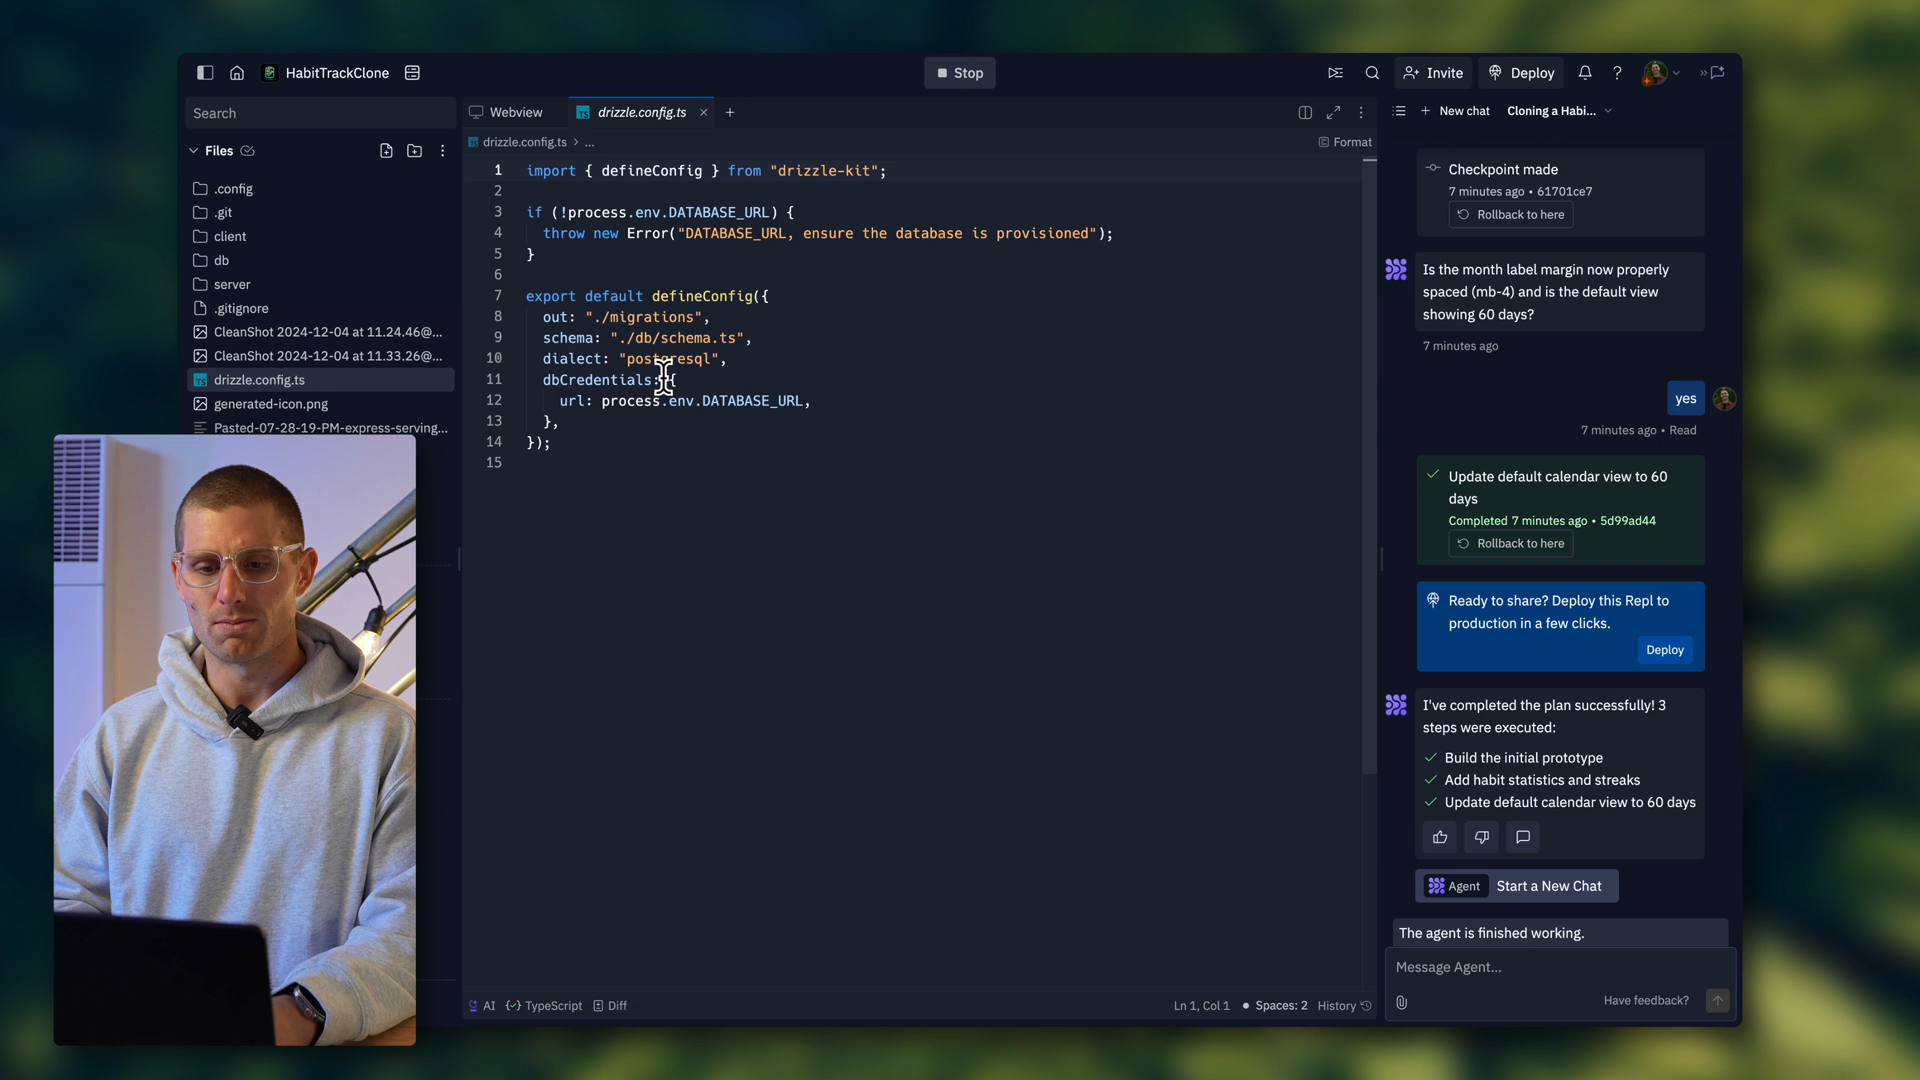 HabitTrackClone
Stop
Invite
Deploy
Search
Files
.config
.git
client
db
server
.gitignore
CleanShot 2024-12-04 at 11.24.46@...
CleanShot 2024-12-04 at 11.33.26@...
drizzle.config.ts
generated-icon.png
Pasted-07-28-19-PM-express-serving...
Webview
drizzle.config.ts
drizzle.config.ts > ...
Format
1 import { defineConfig } from "drizzle-kit";
2
3 if (!process.env.DATABASE_URL) {
4 throw new Error("DATABASE_URL, ensure the database is provisioned");
5 }
6
7 export default defineConfig({
8 out: "./migrations",
9 schema: "./db/schema.ts",
10 dialect: "postgresql",
11 dbCredentials: {
12 url: process.env.DATABASE_URL,
13 },
14 });
15
AI
TypeScript
Diff
Ln 1, Col 1 • Spaces: 2
History
New chat
Cloning a Habi...
Checkpoint made
7 minutes ago • 61701ce7
Rollback to here
Is the month label margin now properly
spaced (mb-4) and is the default view
showing 60 days?
7 minutes ago
yes
7 minutes ago • Read
Update default calendar view to 60
days
Completed 7 minutes ago • 5d99ad44
Rollback to here
Ready to share? Deploy this Repl to
production in a few clicks.
Deploy
I've completed the plan successfully! 3
steps were executed:
Build the initial prototype
Add habit statistics and streaks
Update default calendar view to 60 days
Agent
Start a New Chat
The agent is finished working.
Message Agent...
Have feedback?